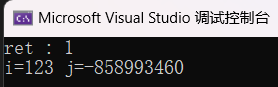 Microsoft Visual Studio 调试控制台
ret : 1
i=123 j=-858993460